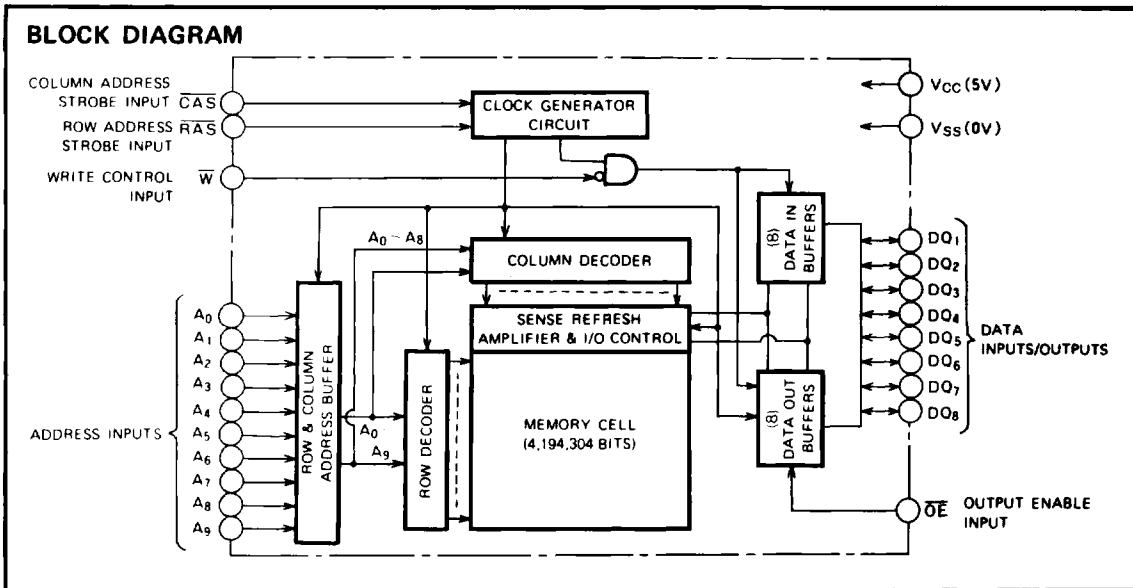 BLOCK DIAGRAM
COLUMN ADDRESS
STROBE INPUT C̅A̅S̅
ROW ADDRESS R̅A̅S̅
STROBE INPUT
WRITE CONTROL W̅
INPUT
CLOCK GENERATOR
CIRCUIT
VCC (5V)
VSS (0V)
A0 ~ A8
COLUMN DECODER
SENSE REFRESH
AMPLIFIER & I/O CONTROL
MEMORY CELL
(4,194,304 BITS)
ROW DECODER
ROW & COLUMN
ADDRESS BUFFER
A0
A9
ADDRESS INPUTS
A0
A1
A2
A3
A4
A5
A6
A7
A8
A9
(8)
DATA IN
BUFFERS
(8)
DATA OUT
BUFFERS
DQ1
DQ2
DQ3
DQ4
DQ5
DQ6
DQ7
DQ8
DATA
INPUTS/OUTPUTS
O̅E̅ OUTPUT ENABLE
INPUT